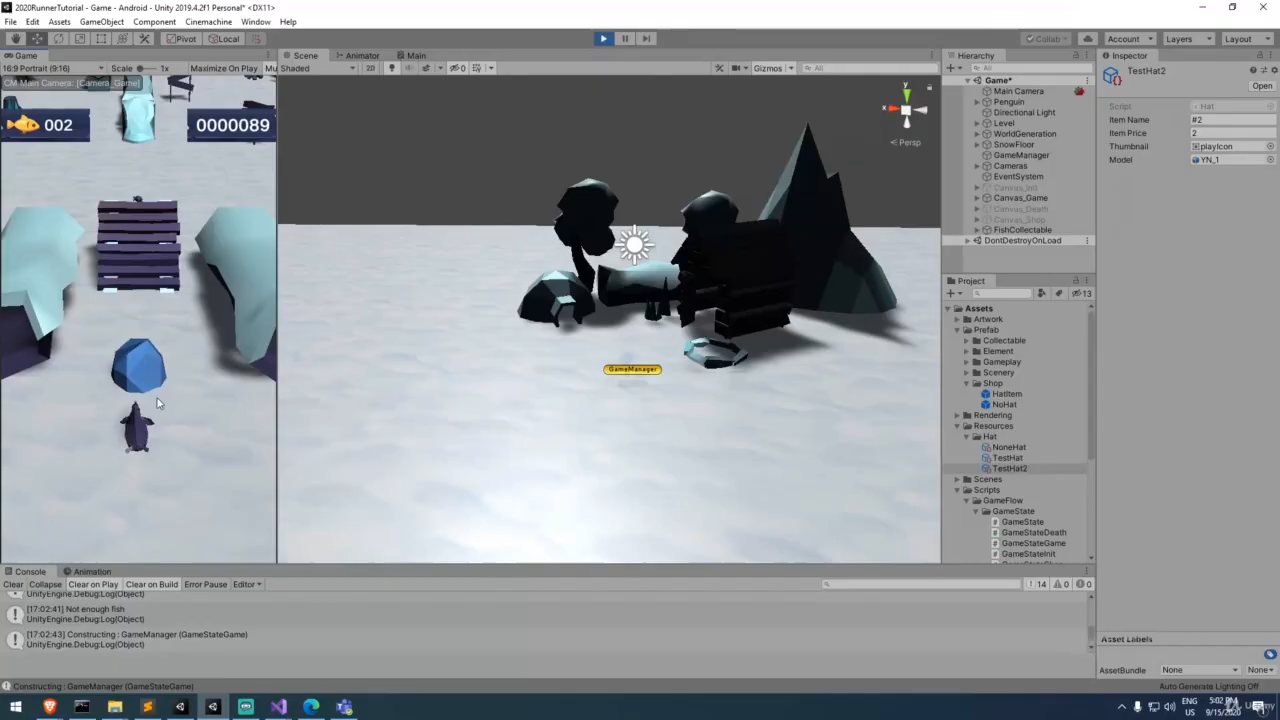 2020RunnerTutorial - Game - Android - Unity 2019.4.2f1 Personal* <DX11>
File Edit Assets GameObject Component Cinemachine Window Help
Pivot Local Collab Account Layers Layout
Game Scene Animator Main Hierarchy Inspector
16:9 Portrait (9:16) Scale 1x Maximize On Play Mu Shaded 2D 0 Gizmos All All
CM Main Camera: [Camera_Game]
002
0000089
y
x
Persp
GameManager
Game*
Main Camera
Penguin
Directional Light
Level
WorldGeneration
SnowFloor
GameManager
Cameras
EventSystem
Canvas_Init
Canvas_Game
Canvas_Death
Canvas_Shop
FishCollectable
DontDestroyOnLoad
Project
13
Assets
Artwork
Prefab
Collectable
Element
Gameplay
Scenery
Shop
HatItem
NoHat
Rendering
Resources
Hat
NoneHat
TestHat
TestHat2
Scenes
Scripts
GameFlow
GameState
GameState
GameStateDeath
GameStateGame
GameStateInit
TestHat2
Open
Script Hat
Item Name #2
Item Price 2
Thumbnail playIcon
Model YN_1
Asset Labels
AssetBundle None None
Auto Generate Lighting Off
Console Animation
Clear Collapse Clear on Play Clear on Build Error Pause Editor 14 0 0
UnityEngine.Debug:Log(Object)
[17:02:41] Not enough fish
UnityEngine.Debug:Log(Object)
[17:02:43] Constructing : GameManager (GameStateGame)
UnityEngine.Debug:Log(Object)
Constructing : GameManager (GameStateGame)
ENG
US
5:02 PM
9/15/2020